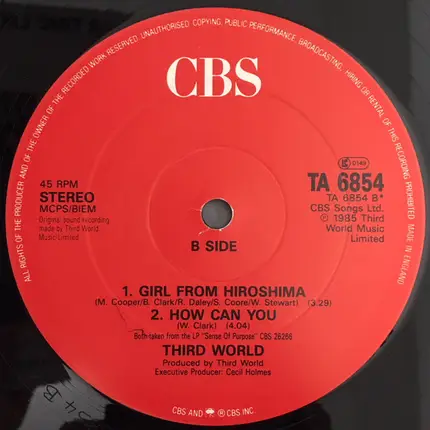 ALL RIGHTS OF THE PRODUCER AND OF THE OWNER OF THE RECORDED WORK RESERVED. UNAUTHORISED COPYING, PUBLIC PERFORMANCE, BROADCASTING, HIRING OR RENTAL OF THIS RECORDING PROHIBITED. MADE IN ENGLAND
CBS
45 RPM
STEREO
MCPS/BIEM
Original sound recording
made by Third World
Music Limited
TA 6854
TA 6854 B*
CBS Songs Ltd.
℗ 1985 Third
World Music
Limited
B SIDE
1. GIRL FROM HIROSHIMA
(M. Cooper/B. Clark/R. Daley/S. Coore/W. Stewart) (3.29)
2. HOW CAN YOU
(W. Clark) (4.04)
Both taken from the LP "Sense Of Purpose" CBS 26266
THIRD WORLD
Produced by Third World
Executive Producer: Cecil Holmes
CBS AND ® CBS INC.